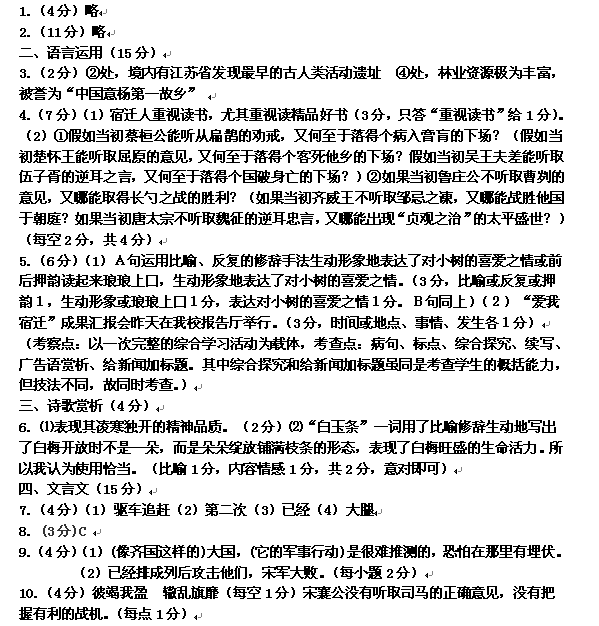 1.（4分）略
2.（11分）略
二、语言运用（15分）
3.（2分）②处，境内有江苏省发现最早的古人类活动遗址　④处，林业资源极为丰富，
被誉为“中国意杨第一故乡”
4.（7分）（1）宿迁人重视读书，尤其重视读精品好书（3分，只答“重视读书”给1分）。
（2）①假如当初蔡桓公能听从扁鹊的劝戒，又何至于落得个病入膏肓的下场？（假如当
初楚怀王能听取屈原的意见，又何至于落得个客死他乡的下场？假如当初吴王夫差能听取
伍子胥的逆耳之言，又何至于落得个国破身亡的下场？）②如果当初鲁庄公不听取曹刿的
意见，又哪能取得长勺之战的胜利？（如果当初齐威王不听取邹忌之谏，又哪能战胜他国
于朝庭？如果当初唐太宗不听取魏征的逆耳忠言，又哪能出现“贞观之治”的太平盛世？）
（每空2分，共4分）
5.（6分）（1）A句运用比喻、反复的修辞手法生动形象地表达了对小树的喜爱之情或前
后押韵读起来琅琅上口，生动形象地表达了对小树的喜爱之情。（3分，比喻或反复或押
韵1，生动形象或琅琅上口1分，表达对小树的喜爱之情1分。B句同上）（2）“爱我
宿迁”成果汇报会昨天在我校报告厅举行。（3分，时间或地点、事情、发生各1分）
（考察点：以一次完整的综合学习活动为载体，考查点：病句、标点、综合探究、续写、
广告语赏析、给新闻加标题。其中综合探究和给新闻加标题虽同是考查学生的概括能力，
但技法不同，故同时考查。）
三、诗歌赏析（4分）
6.⑴表现其凌寒独开的精神品质。（2分）⑵“白玉条”一词用了比喻修辞生动地写出
了白梅开放时不是一朵，而是朵朵绽放铺满枝条的形态，表现了白梅旺盛的生命活力。所
以我认为使用恰当。（比喻1分，内容情感1分，共2分，意对即可）
四、文言文（15分）
7.（4分）（1）驱车追赶（2）第二次（3）已经（4）大腿
8.（3分）C
9.（4分）（1）(像齐国这样的)大国，(它的军事行动)是很难推测的，恐怕在那里有埋伏。
（2）已经排成列后攻击他们，宋军大败。（每小题2分）
10.（4分）彼竭我盈　辙乱旗靡（每空1分）宋襄公没有听取司马的正确意见，没有把
握有利的战机。（每点1分）